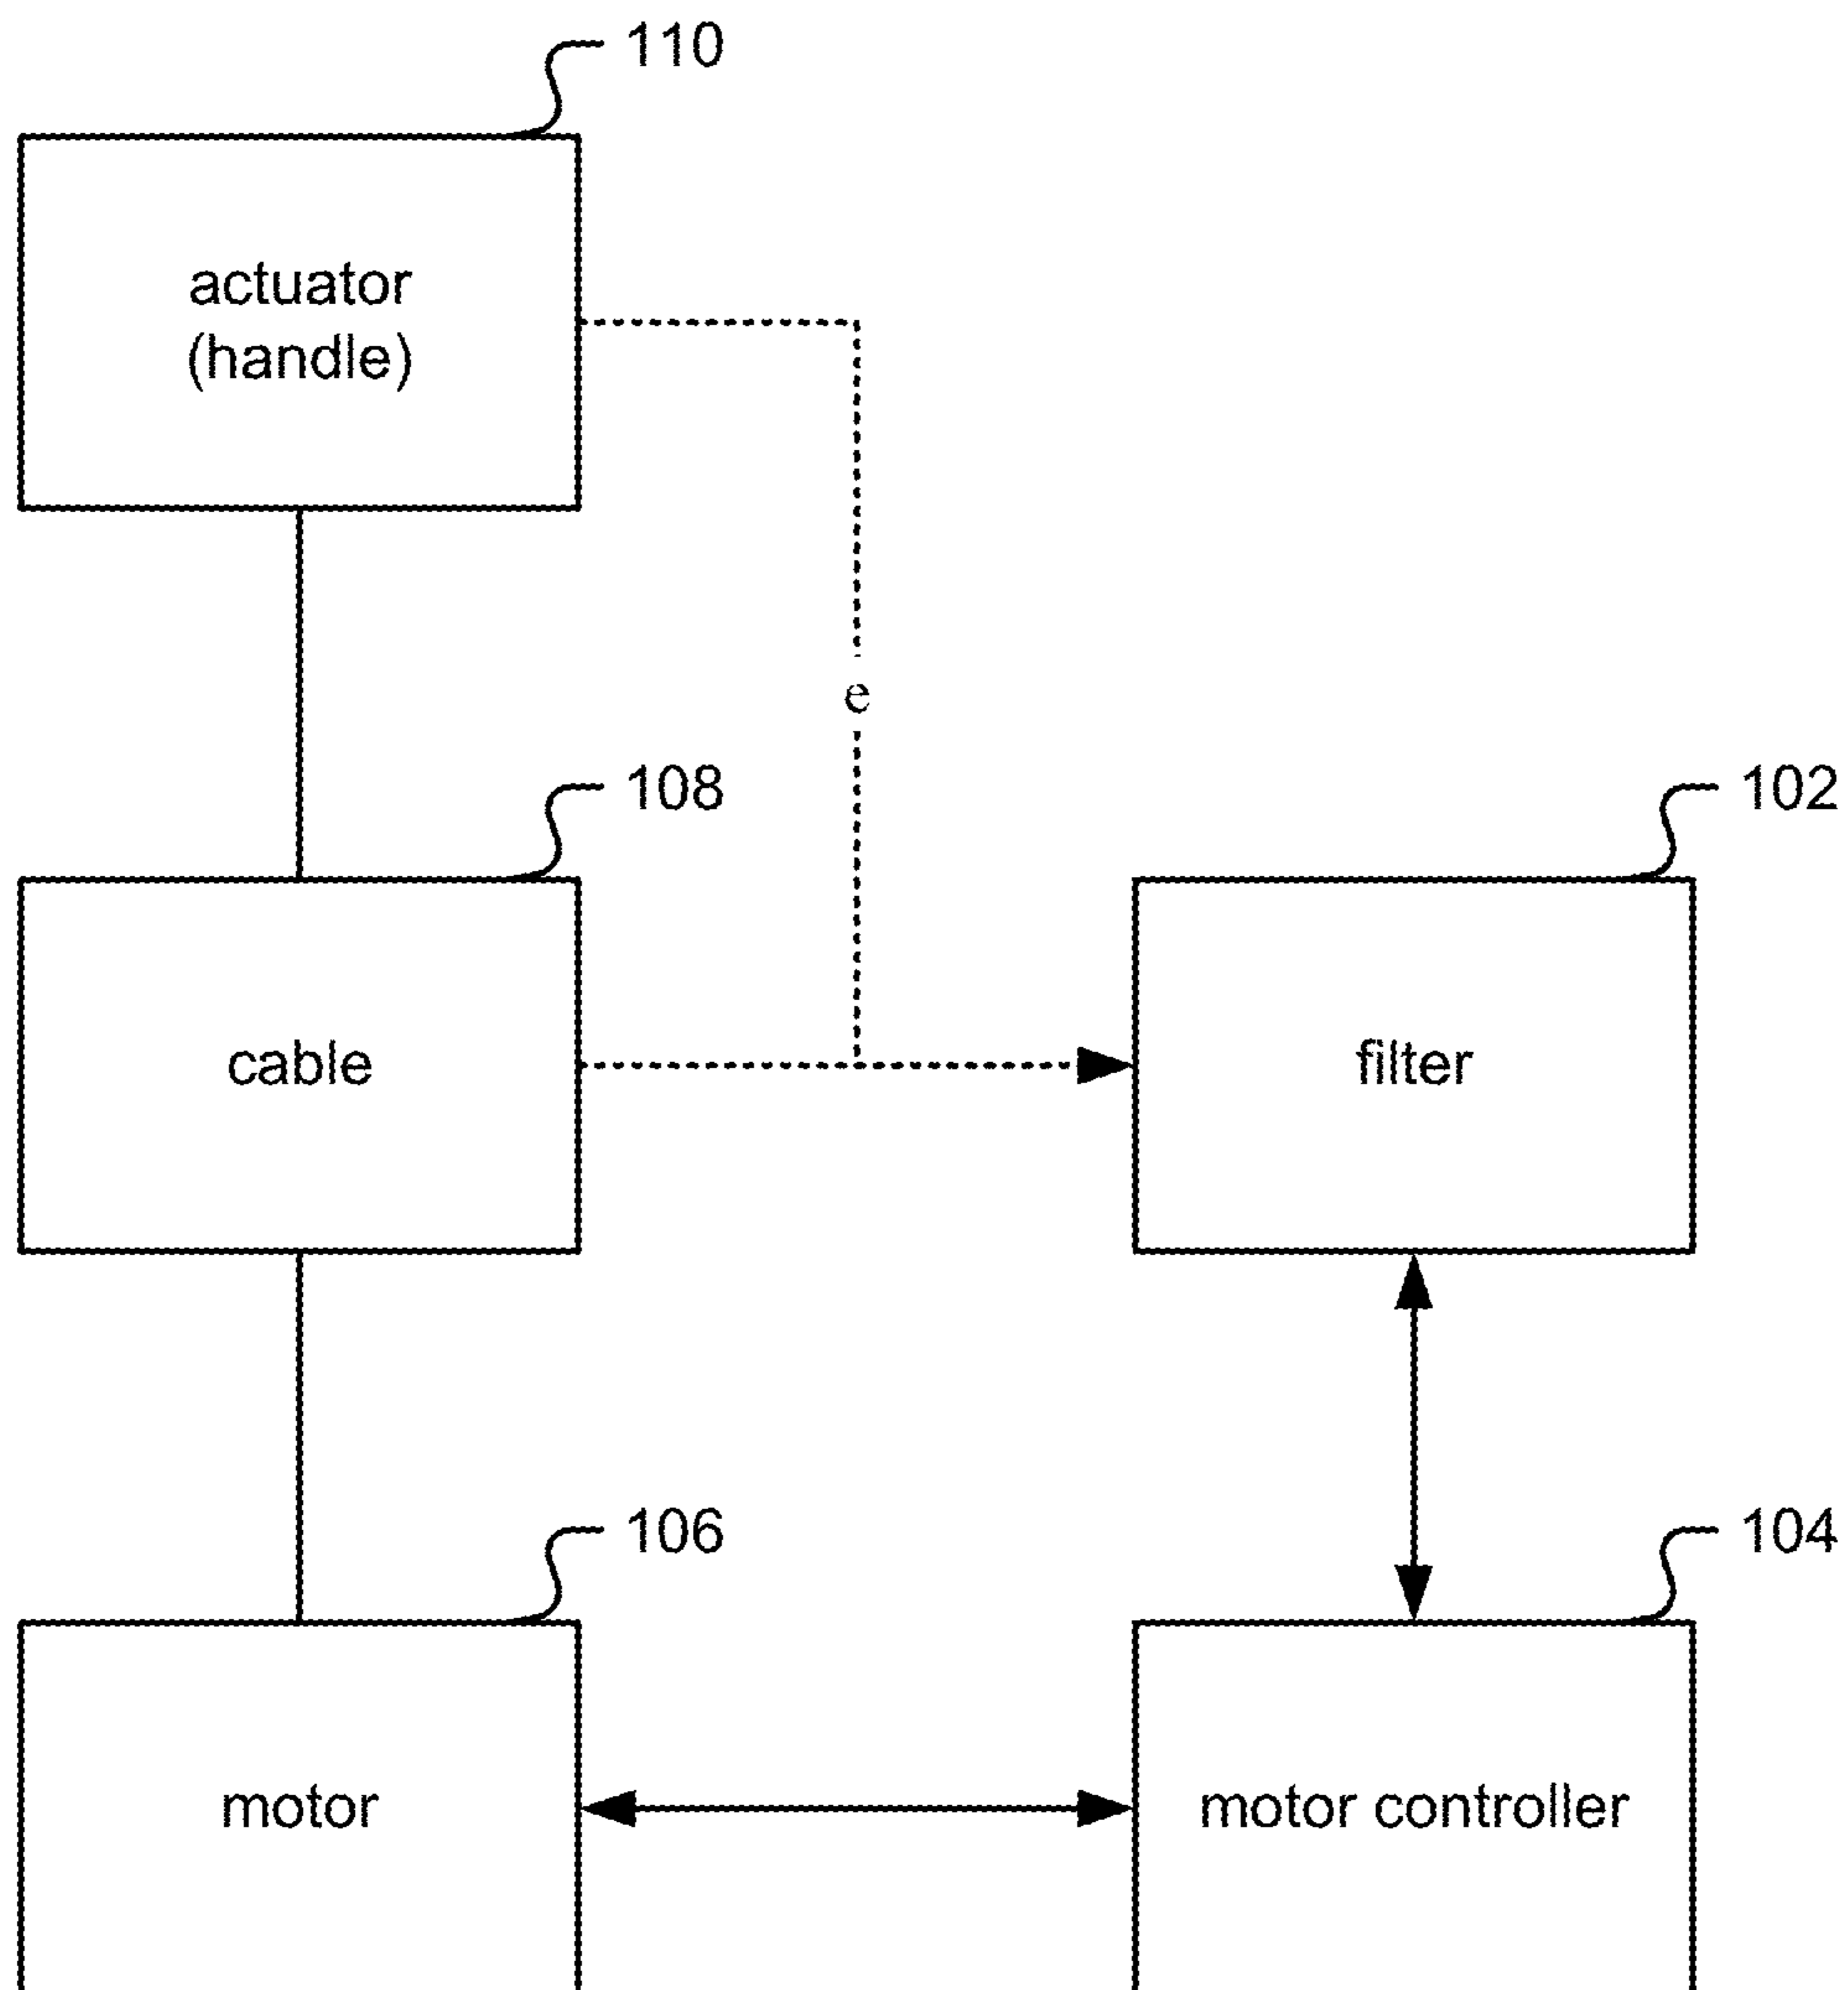 110
actuator
(handle)
e
108
102
cable
filter
106
104
motor
motor controller